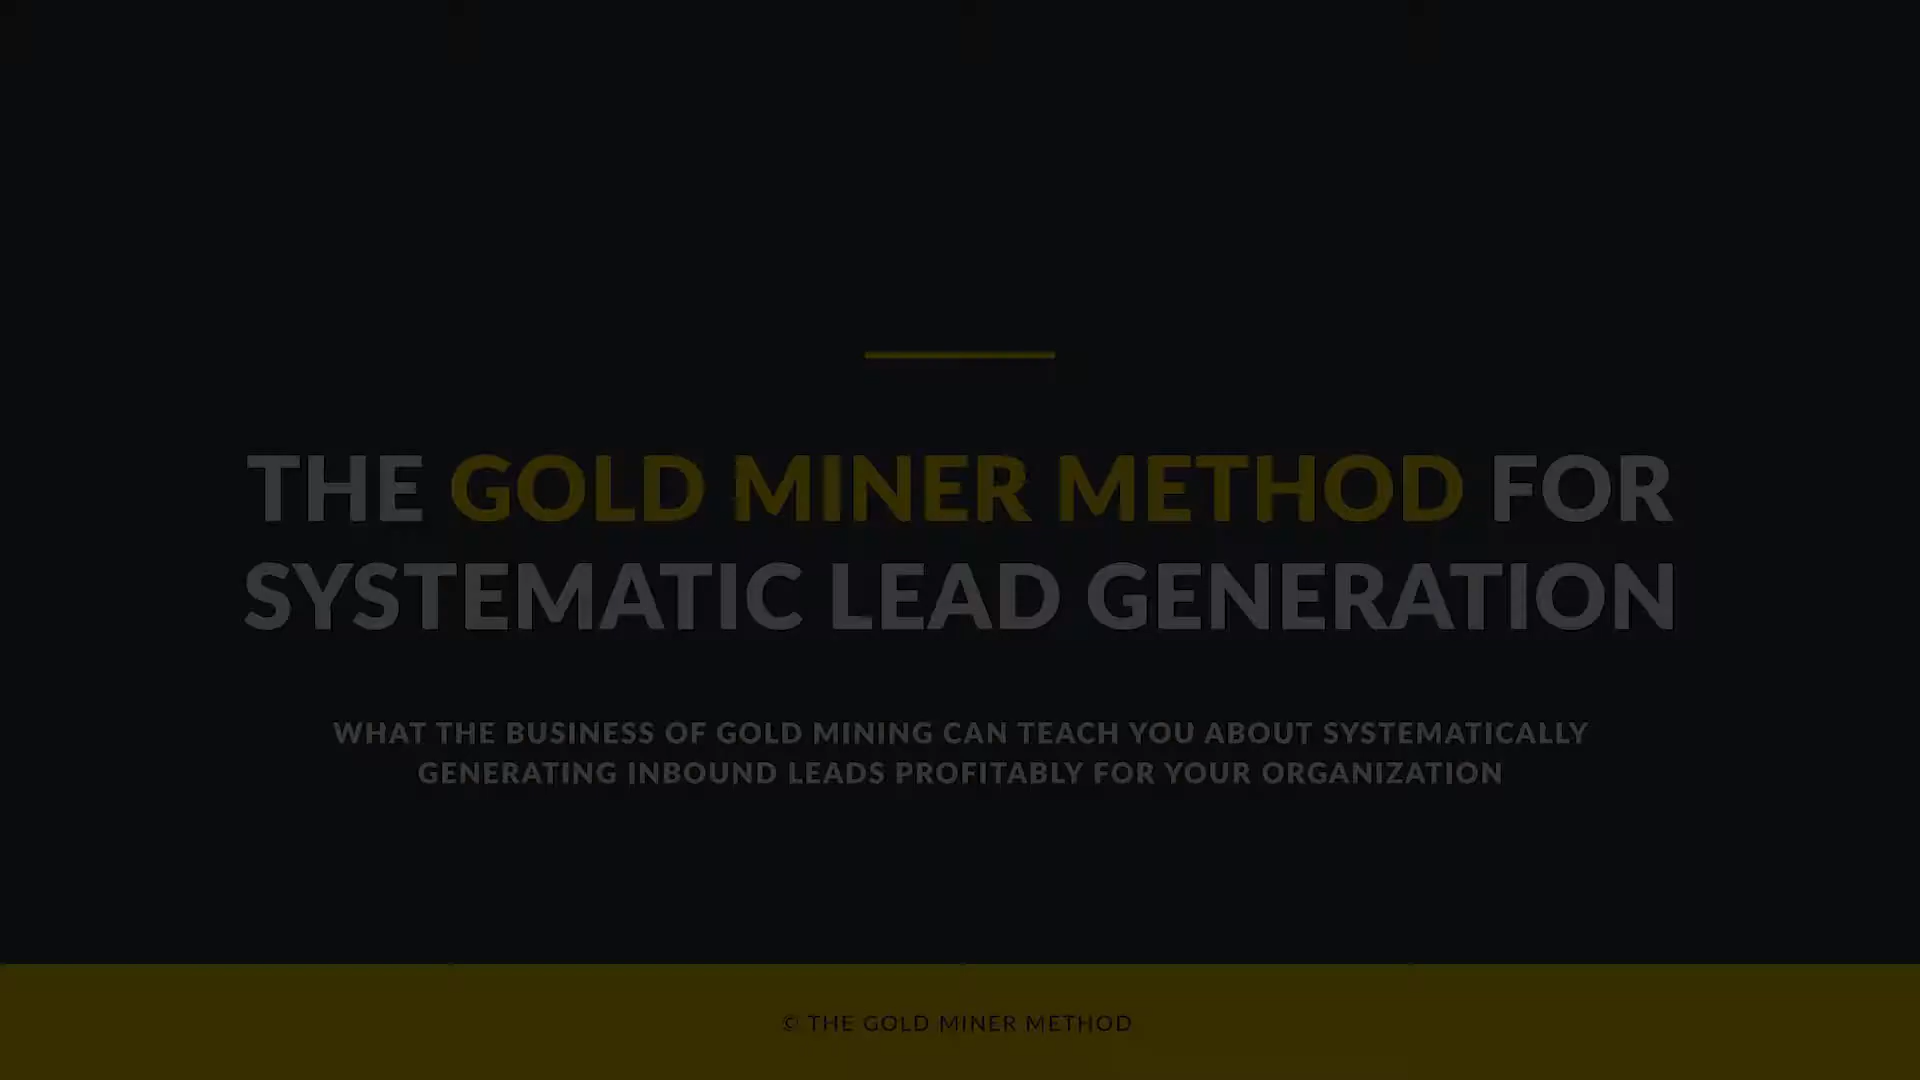 THE GOLD MINER METHOD FOR
SYSTEMATIC LEAD GENERATION
WHAT THE BUSINESS OF GOLD MINING CAN TEACH YOU ABOUT SYSTEMATICALLY
GENERATING INBOUND LEADS PROFITABLY FOR YOUR ORGANIZATION
© THE GOLD MINER METHOD